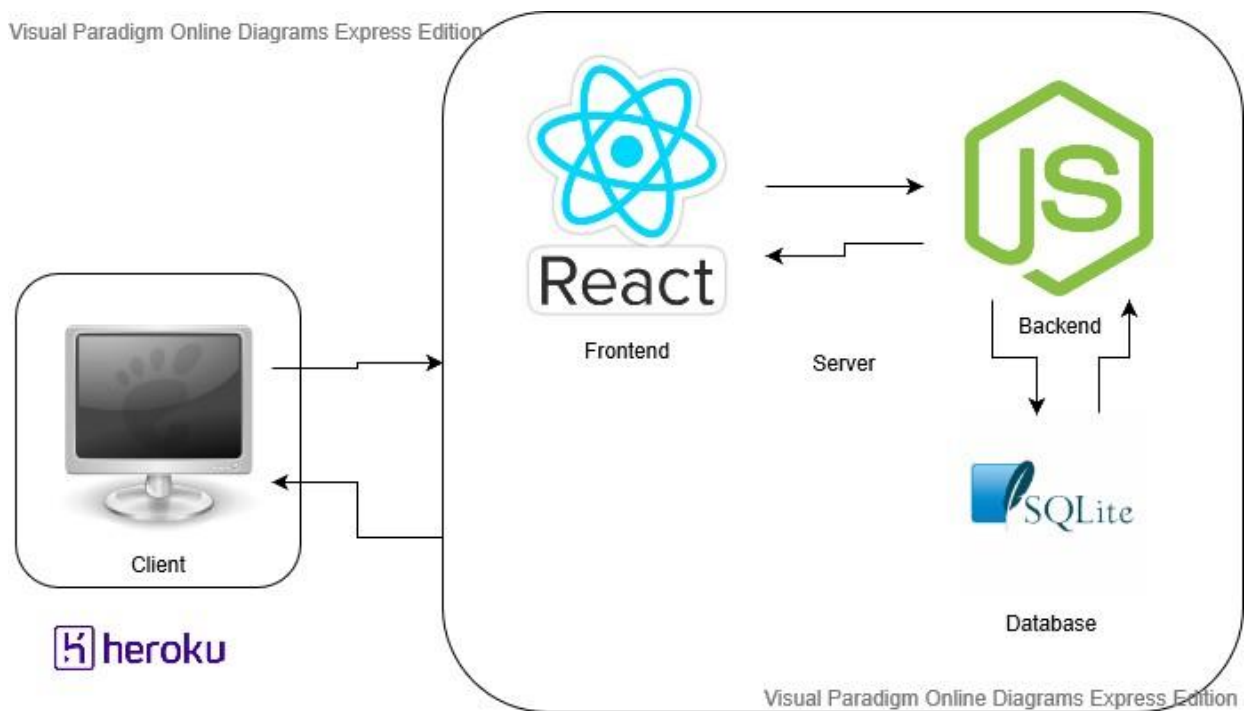 Visual Paradigm Online Diagrams Express Edition
JS
React
Frontend
Backend
Server
SQLite
Client
Database
heroku
Visual Paradigm Online Diagrams Express Edition